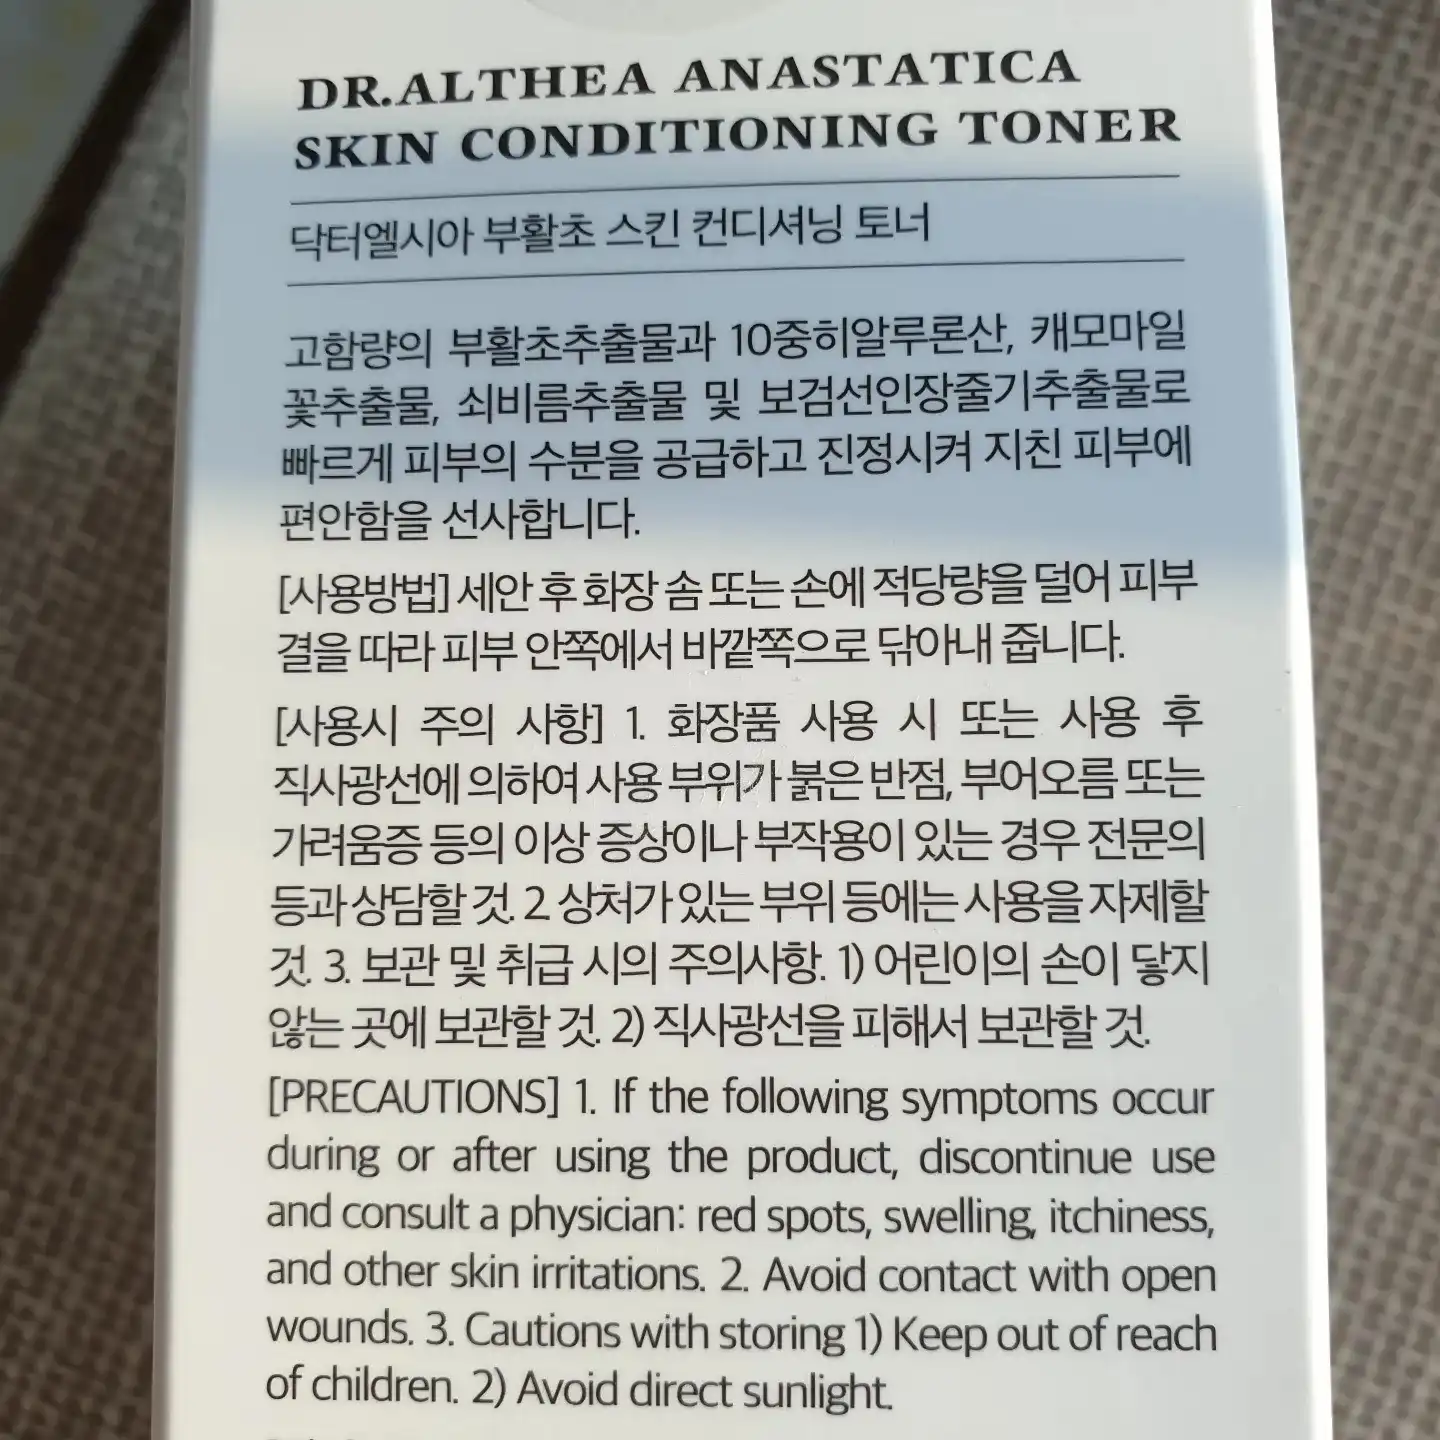 DR.ALTHEA ANASTATICA
SKIN CONDITIONING TONER
닥터엘시아 부활초 스킨 컨디셔닝 토너
고함량의 부활초추출물과 10중히알루론산, 캐모마일
꽃추출물, 쇠비름추출물 및 보검선인장줄기추출물로
빠르게 피부의 수분을 공급하고 진정시켜 지친 피부에
편안함을 선사합니다.
[사용방법] 세안 후 화장 솜 또는 손에 적당량을 덜어 피부
결을 따라 피부 안쪽에서 바깥쪽으로 닦아내 줍니다.
[사용시 주의 사항] 1. 화장품 사용 시 또는 사용 후
직사광선에 의하여 사용 부위가 붉은 반점, 부어오름 또는
가려움증 등의 이상 증상이나 부작용이 있는 경우 전문의
등과 상담할 것. 2. 상처가 있는 부위 등에는 사용을 자제할
것. 3. 보관 및 취급 시의 주의사항. 1) 어린이의 손이 닿지
않는 곳에 보관할 것. 2) 직사광선을 피해서 보관할 것.
[PRECAUTIONS] 1. If the following symptoms occur
during or after using the product, discontinue use
and consult a physician: red spots, swelling, itchiness,
and other skin irritations. 2. Avoid contact with open
wounds. 3. Cautions with storing 1) Keep out of reach
of children. 2) Avoid direct sunlight.